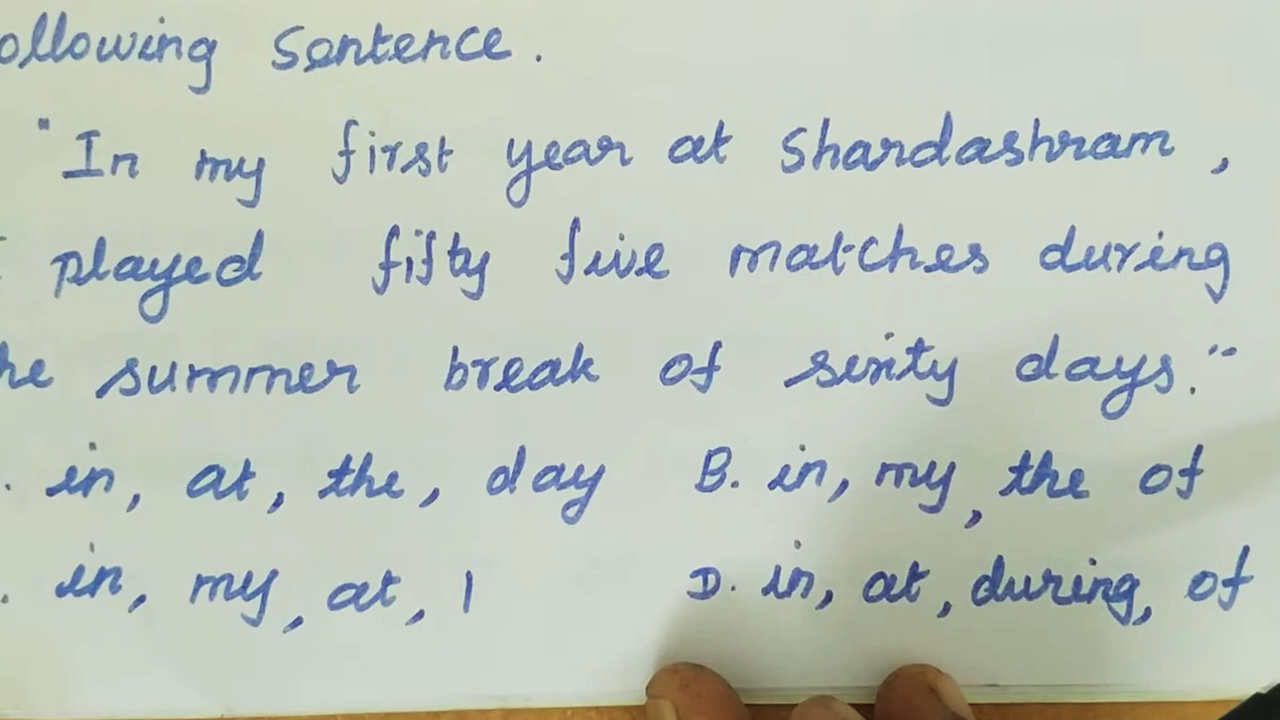 ollowing Sentence.
"In my first year at Shardashram,
played fifty five matches during
he summer break of sixty days."
. in, at, the, day B. in, my, the of
. in, my, at, I D. in, at, during, of